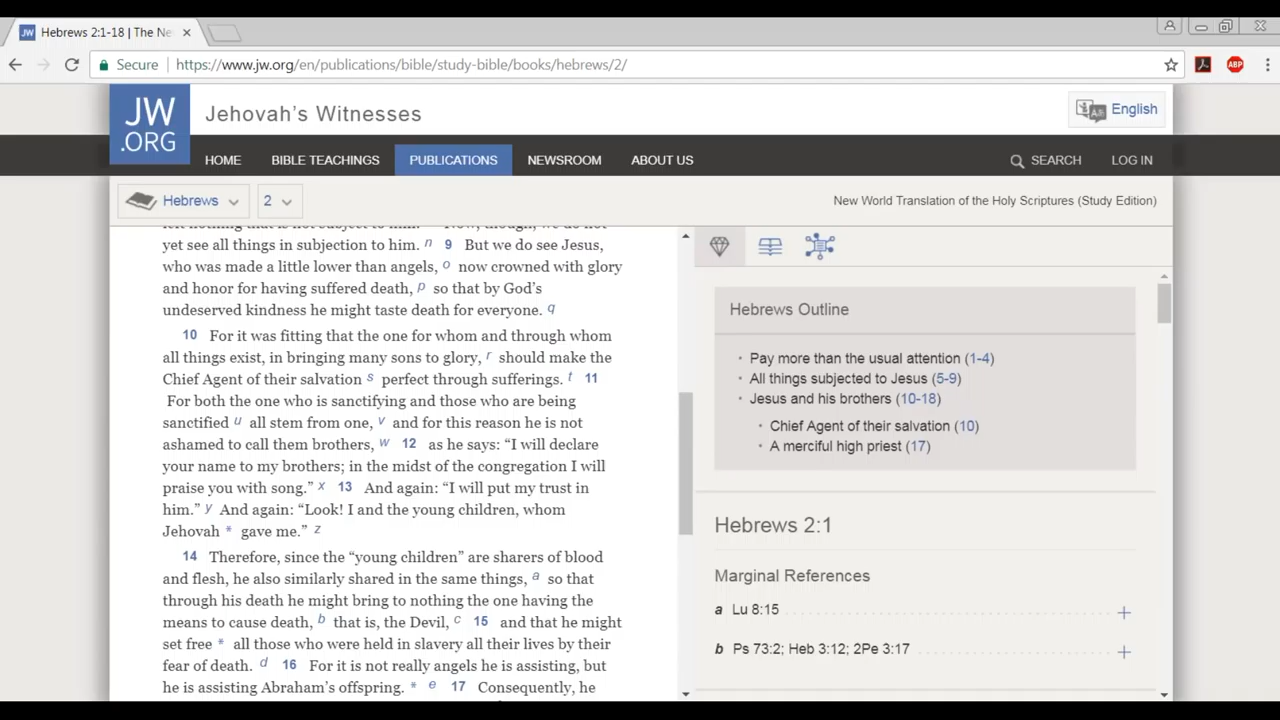 JW Hebrews 2:1-18 | The Ne
Secure https://www.jw.org/en/publications/bible/study-bible/books/hebrews/2/
ABP
JW
.ORG
Jehovah's Witnesses
English
HOME BIBLE TEACHINGS PUBLICATIONS NEWSROOM ABOUT US SEARCH LOG IN
Hebrews 2 New World Translation of the Holy Scriptures (Study Edition)
left nothing that is not subject to him. Now, though, we do not
yet see all things in subjection to him. n 9 But we do see Jesus,
who was made a little lower than angels, o now crowned with glory
and honor for having suffered death, p so that by God's
undeserved kindness he might taste death for everyone. q
10 For it was fitting that the one for whom and through whom
all things exist, in bringing many sons to glory, r should make the
Chief Agent of their salvation s perfect through sufferings. t 11
For both the one who is sanctifying and those who are being
sanctified u all stem from one, v and for this reason he is not
ashamed to call them brothers, w 12 as he says: “I will declare
your name to my brothers; in the midst of the congregation I will
praise you with song.” x 13 And again: “I will put my trust in
him.” y And again: “Look! I and the young children, whom
Jehovah * gave me.” z
14 Therefore, since the “young children” are sharers of blood
and flesh, he also similarly shared in the same things, a so that
through his death he might bring to nothing the one having the
means to cause death, b that is, the Devil, c 15 and that he might
set free * all those who were held in slavery all their lives by their
fear of death. d 16 For it is not really angels he is assisting, but
he is assisting Abraham's offspring. * e 17 Consequently, he
Hebrews Outline
• Pay more than the usual attention (1-4)
• All things subjected to Jesus (5-9)
• Jesus and his brothers (10-18)
• Chief Agent of their salvation (10)
• A merciful high priest (17)
Hebrews 2:1
Marginal References
a Lu 8:15
b Ps 73:2; Heb 3:12; 2Pe 3:17